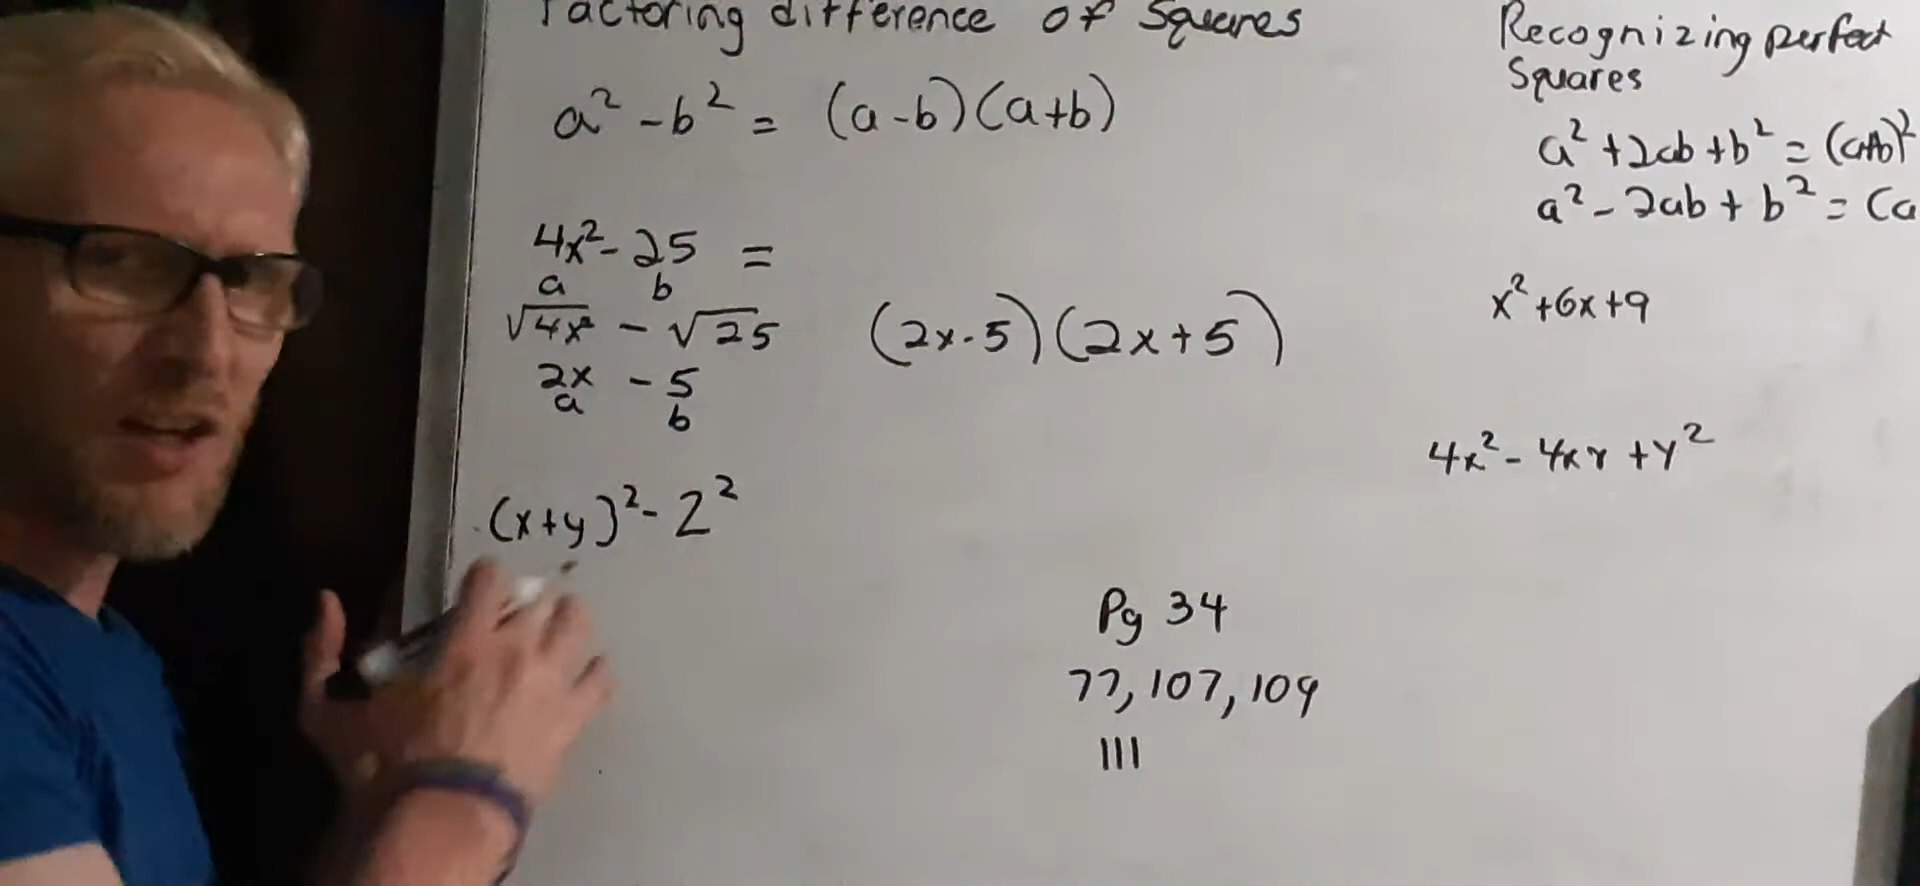 Factoring difference of Squares
a² - b² = (a-b)(a+b)
4x² - 25 =
a b
√4x² - √25 (2x-5)(2x+5)
2x - 5
a b
(x+y)² - z²
Pg 34
77, 107, 109
111
Recognizing perfect
Squares
a² + 2ab + b² = (a+b)²
a² - 2ab + b² = (a
x² + 6x + 9
4x² - 4xy + y²